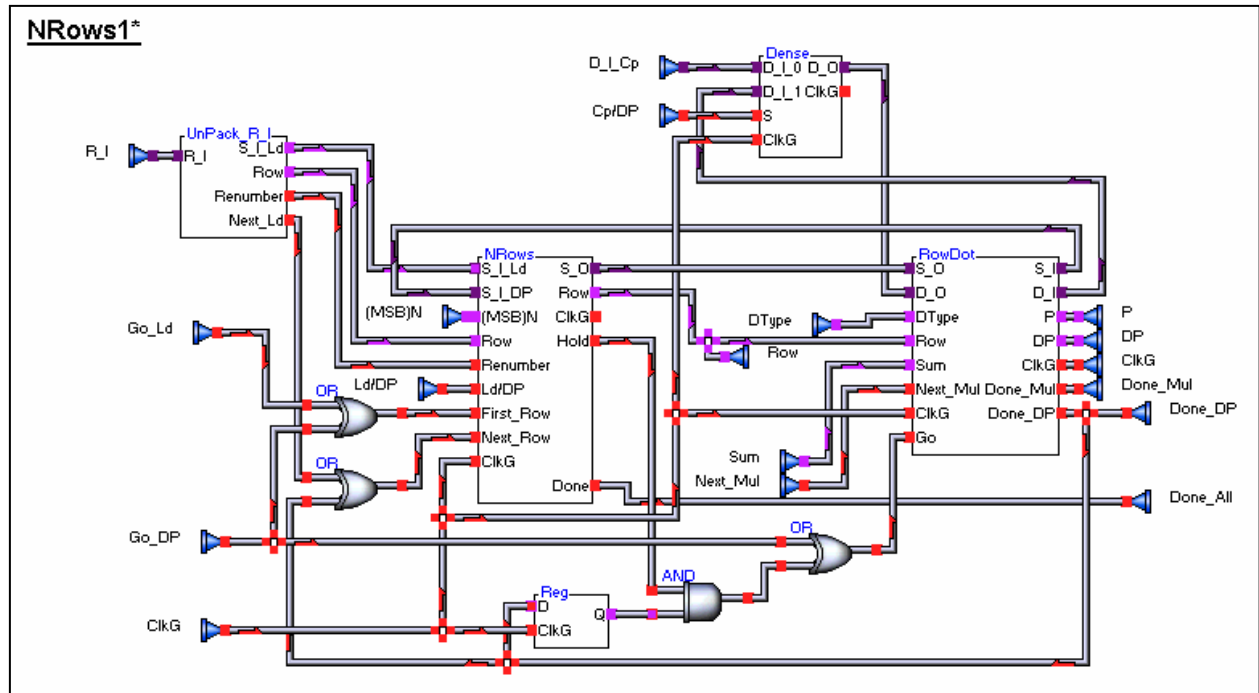 NRows1*
D_I_Cp
Cp/DP
Dense
D_I_0 D_O
D_I_1 ClkG
S
ClkG
R_I
UnPack_R_I
R_I
S_I_Ld
Row
Renumber
Next_Ld
NRows
S_I_Ld S_O
S_I_DP Row
(MSB)N
(MSB)N ClkG
Hold
Row
Renumber
Ld/DP
Ld/DP
First_Row
Next_Row
ClkG
Done
RowDot
S_O S_I
D_O D_I
DType
DType P
Row
Row DP
Sum ClkG
Next_Mul Done_Mul
ClkG Done_DP
Go
P
DP
ClkG
Done_Mul
Done_DP
Sum
Next_Mul
Done_All
Go_Ld
OR
OR
Go_DP
OR
AND
Reg
D Q
ClkG
ClkG